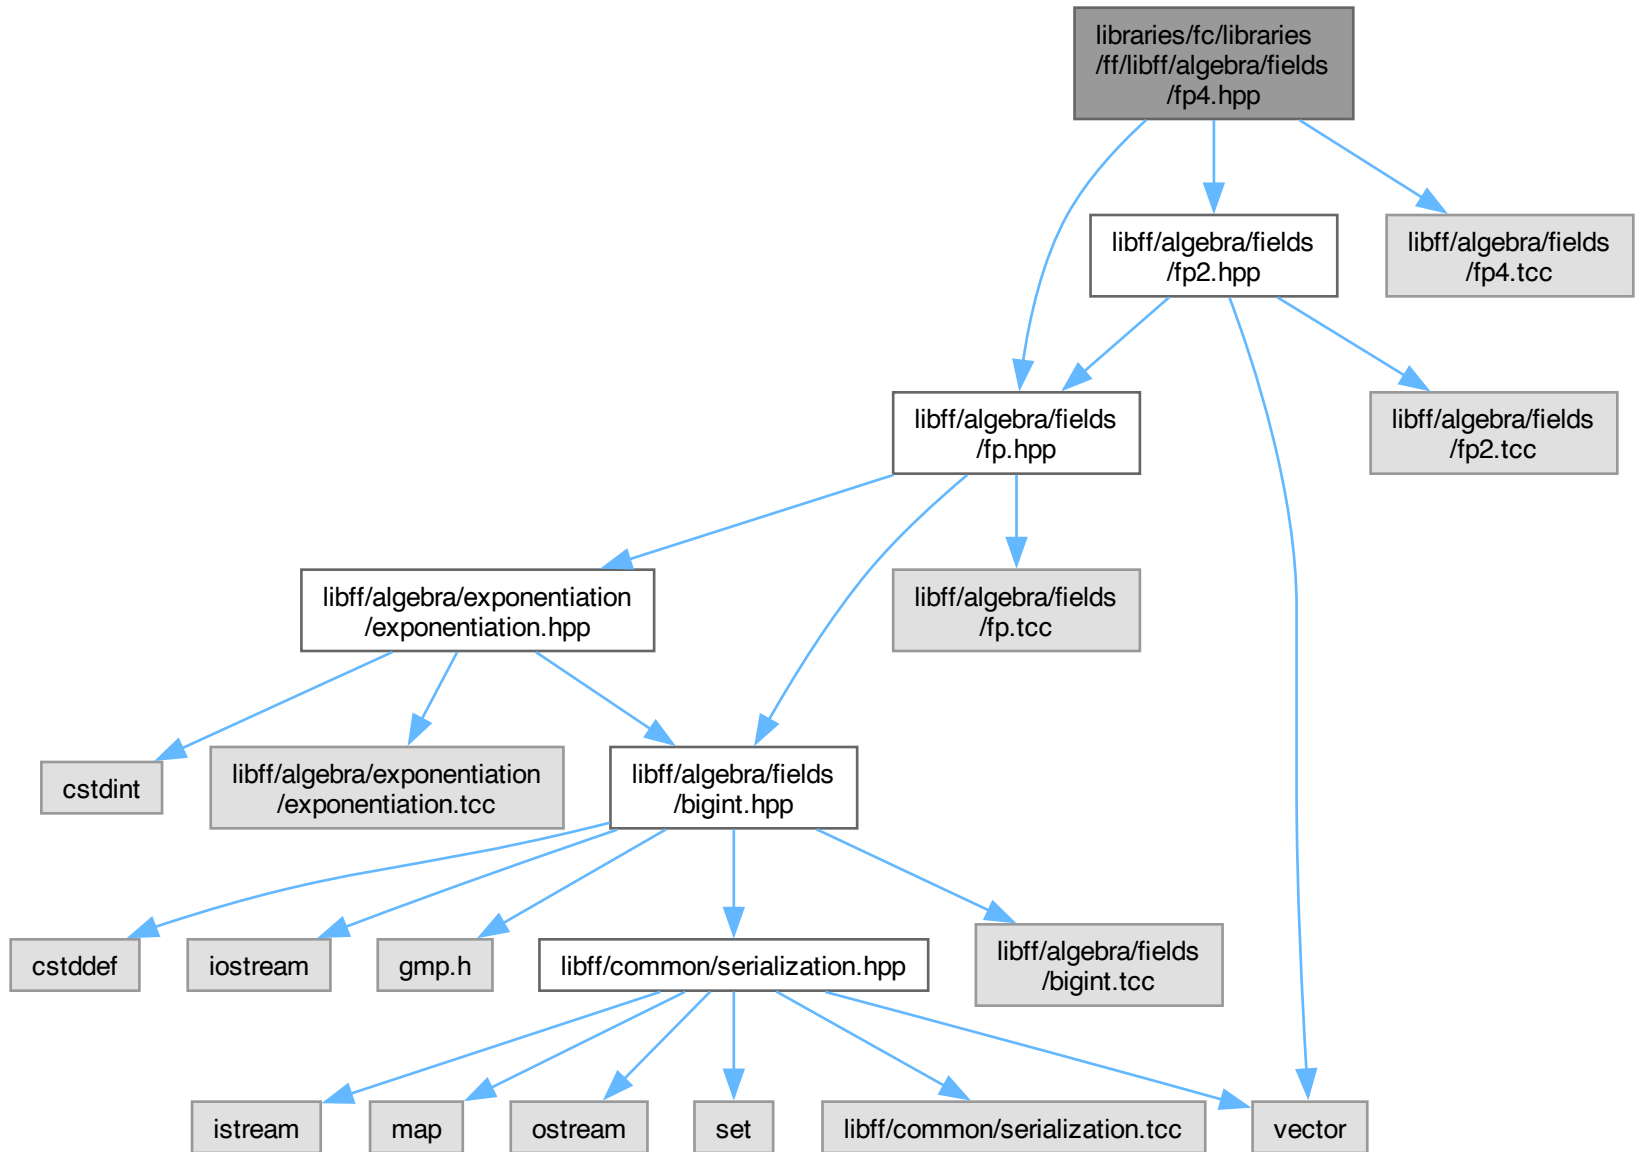 libraries/fc/libraries
/ff/libff/algebra/fields
/fp4.hpp
libff/algebra/fields
/fp2.hpp
libff/algebra/fields
/fp4.tcc
libff/algebra/fields
/fp.hpp
libff/algebra/fields
/fp2.tcc
libff/algebra/exponentiation
/exponentiation.hpp
libff/algebra/fields
/fp.tcc
cstdint
libff/algebra/exponentiation
/exponentiation.tcc
libff/algebra/fields
/bigint.hpp
cstddef
iostream
gmp.h
libff/common/serialization.hpp
libff/algebra/fields
/bigint.tcc
istream
map
ostream
set
libff/common/serialization.tcc
vector